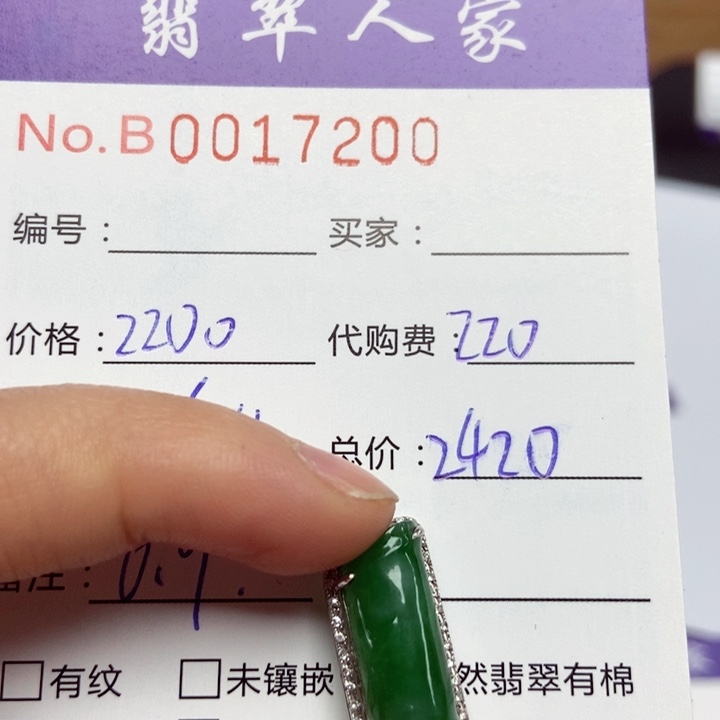 翡翠人家
No.B0017200
编号： 买家：
价格：2200 代购费：220
总价：2420
注：
□有纹 □未镶嵌 然翡翠有棉